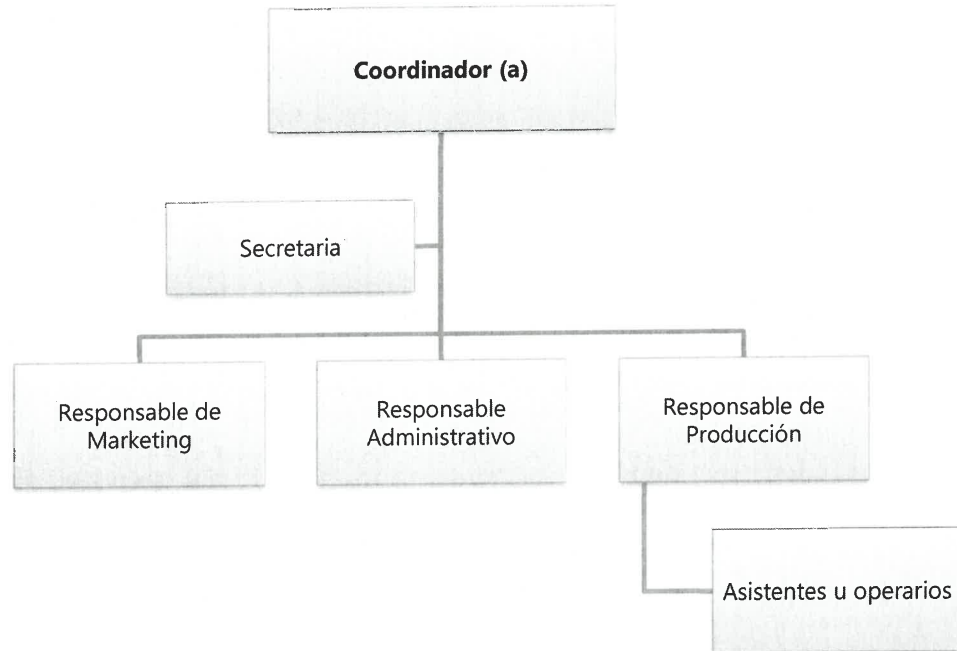 Coordinador (a)
Secretaria
Responsable de
Marketing
Responsable
Administrativo
Responsable de
Producción
Asistentes u operarios